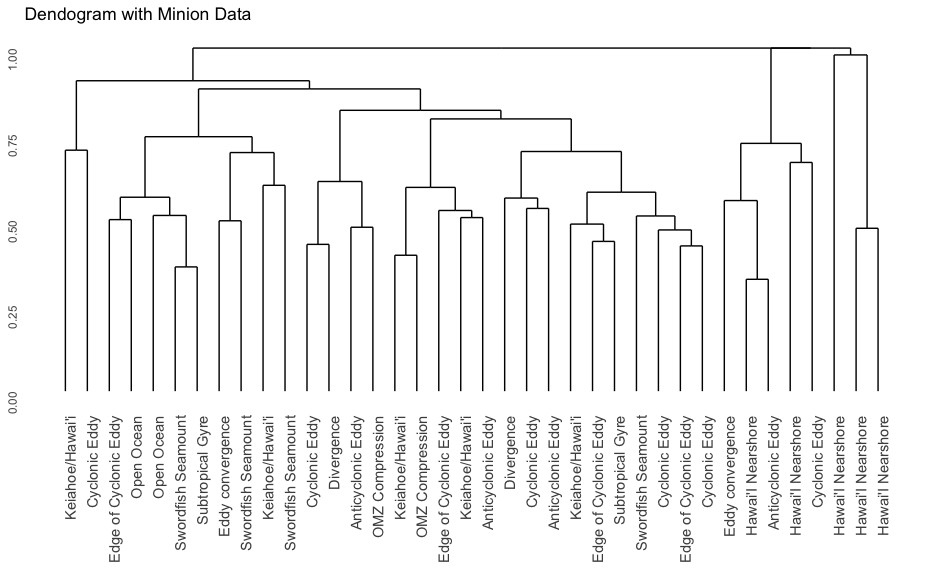 Dendogram with Minion Data
1.00
0.75
0.50
0.25
0.00
Keiahoe/Hawai'i
Cyclonic Eddy
Edge of Cyclonic Eddy
Open Ocean
Open Ocean
Swordfish Seamount
Subtropical Gyre
Eddy convergence
Swordfish Seamount
Keiahoe/Hawai'i
Swordfish Seamount
Cyclonic Eddy
Divergence
Anticyclonic Eddy
OMZ Compression
Keiahoe/Hawai'i
OMZ Compression
Edge of Cyclonic Eddy
Keiahoe/Hawai'i
Anticyclonic Eddy
Divergence
Cyclonic Eddy
Anticyclonic Eddy
Keiahoe/Hawai'i
Edge of Cyclonic Eddy
Subtropical Gyre
Swordfish Seamount
Cyclonic Eddy
Edge of Cyclonic Eddy
Cyclonic Eddy
Eddy convergence
Hawai'I Nearshore
Anticyclonic Eddy
Hawai'I Nearshore
Cyclonic Eddy
Hawai'I Nearshore
Hawai'I Nearshore
Hawai'I Nearshore